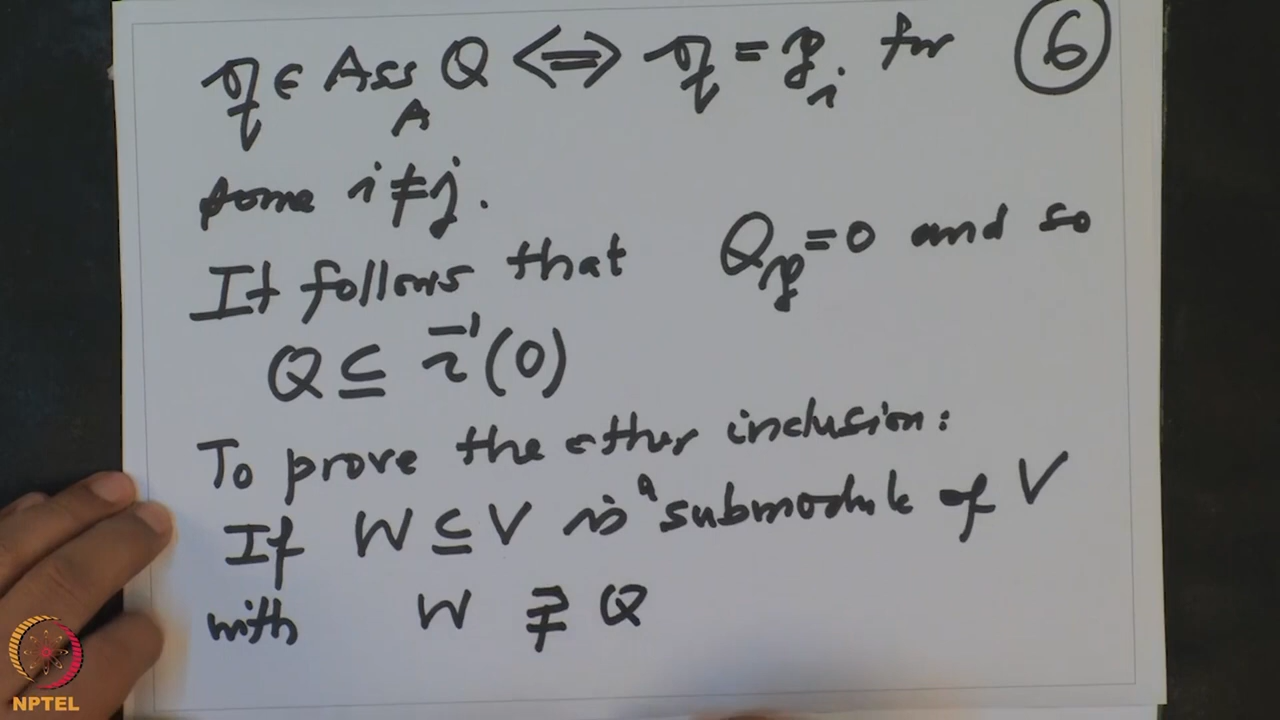 𝔮 ∈ Ass_A Q ⟺ 𝔮 = 𝔭_i for ⑥
some i ≠ j.
It follows that Q_𝔭 = 0 and so
Q ⊆ i⁻¹(0)
To prove the other inclusion:
If W ⊆ V is a submodule of V
with W ⊋ Q
NPTEL